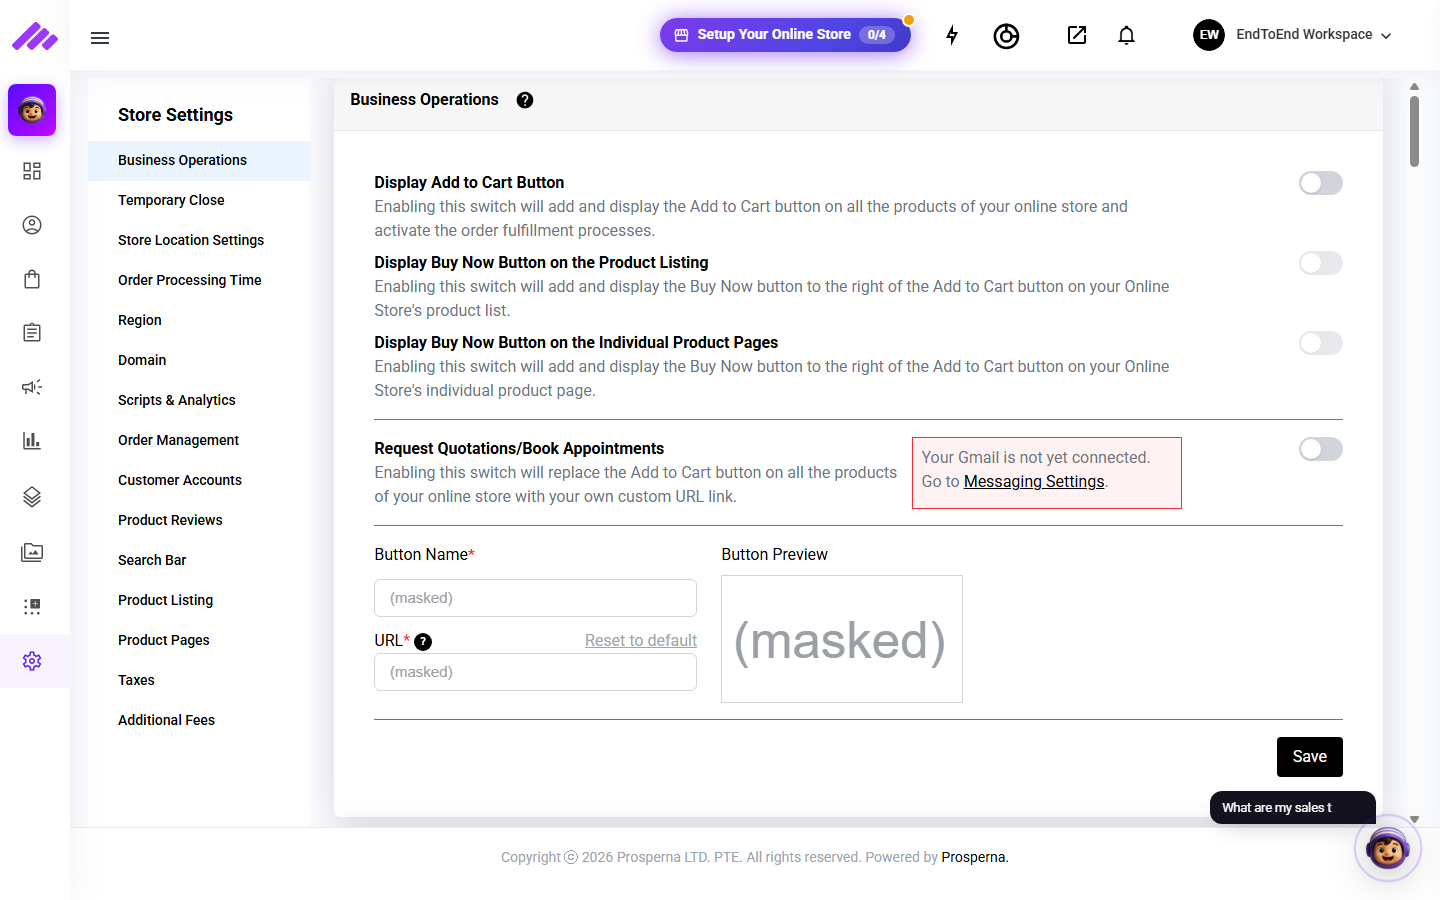 Setup Your Online Store 0/4
EW EndToEnd Workspace
Store Settings
Business Operations
Temporary Close
Store Location Settings
Order Processing Time
Region
Domain
Scripts & Analytics
Order Management
Customer Accounts
Product Reviews
Search Bar
Product Listing
Product Pages
Taxes
Additional Fees
Business Operations ?
Display Add to Cart Button
Enabling this switch will add and display the Add to Cart button on all the products of your online store and
activate the order fulfillment processes.
Display Buy Now Button on the Product Listing
Enabling this switch will add and display the Buy Now button to the right of the Add to Cart button on your Online
Store's product list.
Display Buy Now Button on the Individual Product Pages
Enabling this switch will add and display the Buy Now button to the right of the Add to Cart button on your Online
Store's individual product page.
Request Quotations/Book Appointments
Enabling this switch will replace the Add to Cart button on all the products
of your online store with your own custom URL link.
Your Gmail is not yet connected.
Go to Messaging Settings.
Button Name*
(masked)
URL* ? Reset to default
(masked)
Button Preview
(masked)
Save
What are my sales t
Copyright © 2026 Prosperna LTD. PTE. All rights reserved. Powered by Prosperna.